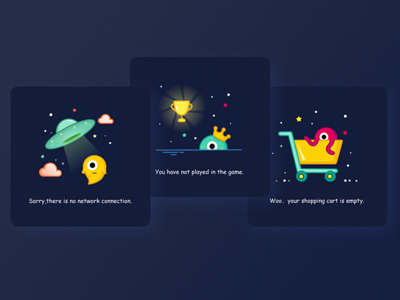 Sorry,there is no network connection.
You have not played in the game.
Woo．your shopping cart is empty.